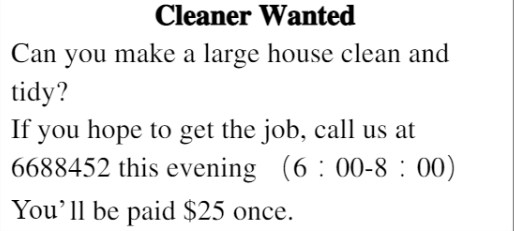 Cleaner Wanted
Can you make a large house clean and
tidy?
If you hope to get the job, call us at
6688452 this evening （6：00-8：00）
You'll be paid $25 once.